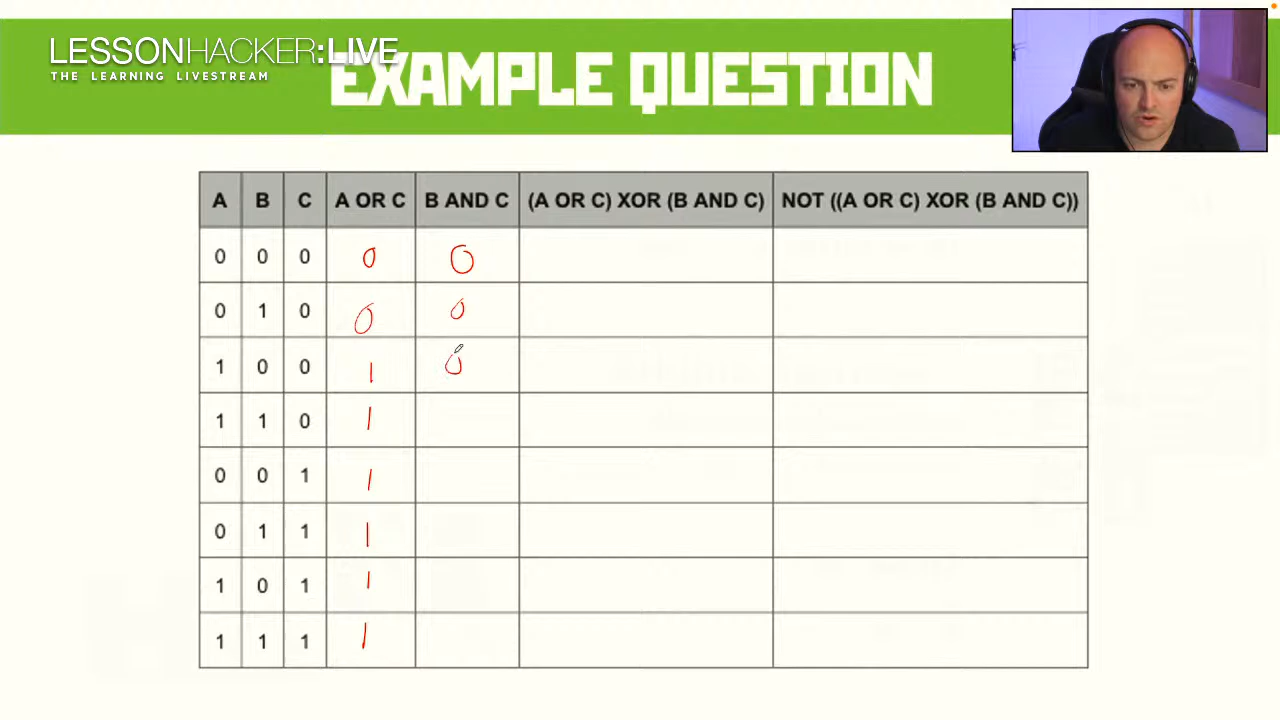 LESSONHACKER:LIVE
THE LEARNING LIVESTREAM
EXAMPLE QUESTION
A B C A OR C B AND C (A OR C) XOR (B AND C) NOT ((A OR C) XOR (B AND C))
0 0 0 0 0
0 1 0 0 0
1 0 0 1 0
1 1 0 1
0 0 1 1
0 1 1 1
1 0 1 1
1 1 1 1